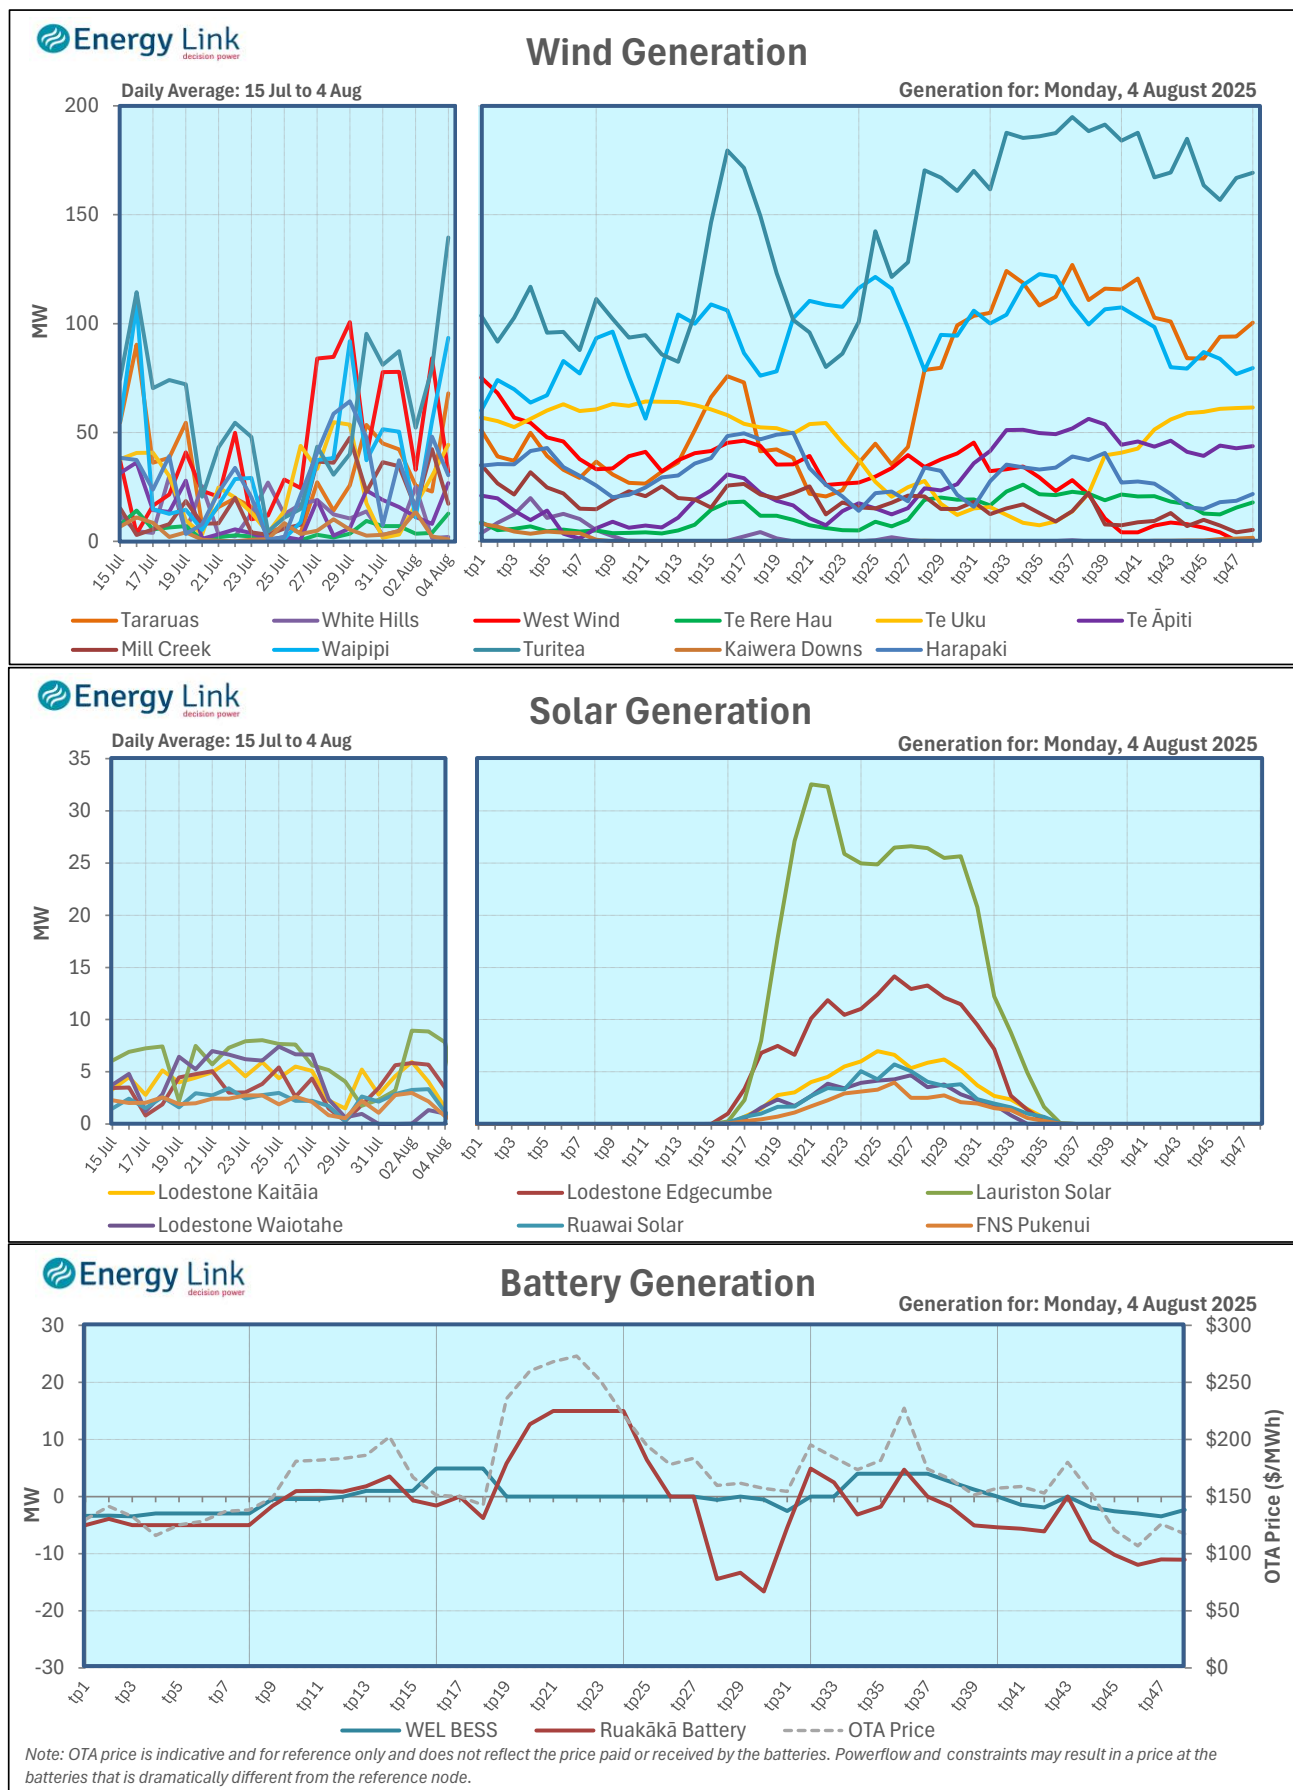 Energy Link
decision power
Wind Generation
Daily Average: 15 Jul to 4 Aug
Generation for: Monday, 4 August 2025
MW
200
150
100
50
0
15 Jul
17 Jul
19 Jul
21 Jul
23 Jul
25 Jul
27 Jul
29 Jul
31 Jul
02 Aug
04 Aug
tp1
tp3
tp5
tp7
tp9
tp11
tp13
tp15
tp17
tp19
tp21
tp23
tp25
tp27
tp29
tp31
tp33
tp35
tp37
tp39
tp41
tp43
tp45
tp47
Tararuas White Hills West Wind Te Rere Hau Te Uku Te Āpiti
Mill Creek Waipipi Turitea Kaiwera Downs Harapaki
Energy Link
decision power
Solar Generation
Daily Average: 15 Jul to 4 Aug
Generation for: Monday, 4 August 2025
MW
35
30
25
20
15
10
5
0
15 Jul
17 Jul
19 Jul
21 Jul
23 Jul
25 Jul
27 Jul
29 Jul
31 Jul
02 Aug
04 Aug
tp1
tp3
tp5
tp7
tp9
tp11
tp13
tp15
tp17
tp19
tp21
tp23
tp25
tp27
tp29
tp31
tp33
tp35
tp37
tp39
tp41
tp43
tp45
tp47
Lodestone Kaitāia Lodestone Edgecumbe Lauriston Solar
Lodestone Waiotahe Ruawai Solar FNS Pukenui
Energy Link
decision power
Battery Generation
Generation for: Monday, 4 August 2025
MW
30
20
10
0
-10
-20
-30
$300
$250
$200
$150
$100
$50
$0
OTA Price ($/MWh)
tp1
tp3
tp5
tp7
tp9
tp11
tp13
tp15
tp17
tp19
tp21
tp23
tp25
tp27
tp29
tp31
tp33
tp35
tp37
tp39
tp41
tp43
tp45
tp47
WEL BESS Ruakākā Battery OTA Price
Note: OTA price is indicative and for reference only and does not reflect the price paid or received by the batteries. Powerflow and constraints may result in a price at the
batteries that is dramatically different from the reference node.